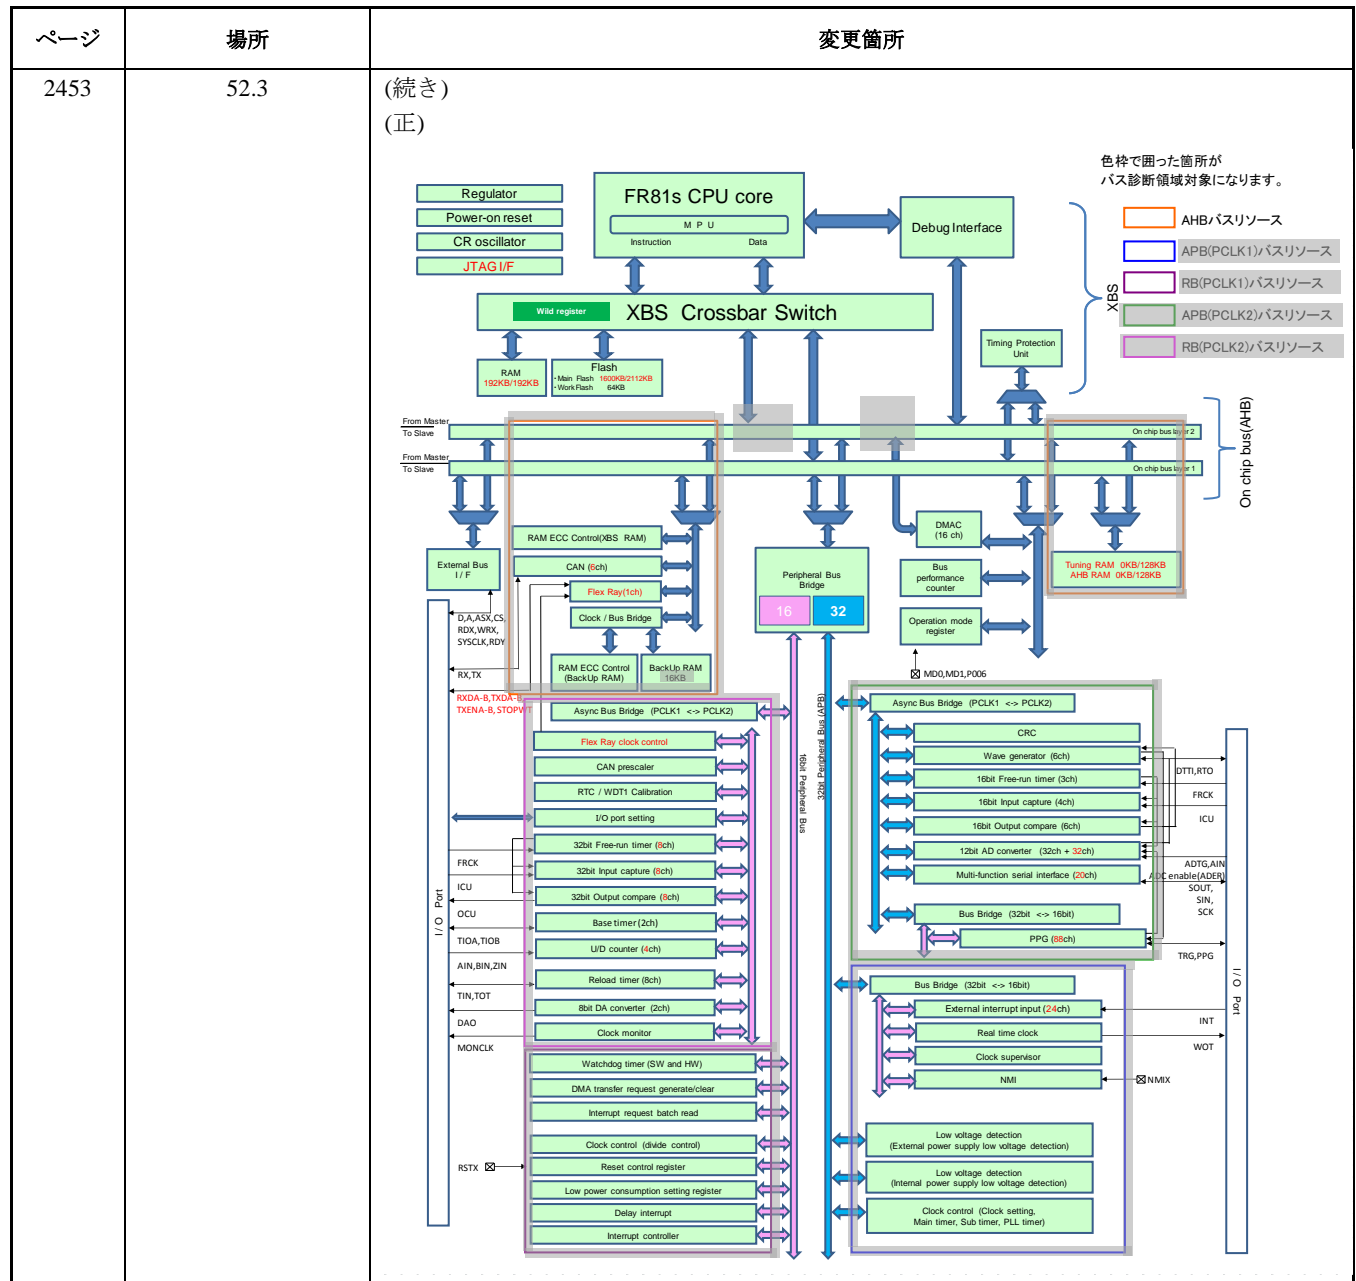 ページ
場所
変更箇所
2453
52.3
(続き)
(正)
色枠で囲った箇所が
バス診断領域対象になります。
AHBバスリソース
APB(PCLK1)バスリソース
RB(PCLK1)バスリソース
APB(PCLK2)バスリソース
RB(PCLK2)バスリソース
XBS
On chip bus(AHB)
Regulator
Power-on reset
CR oscillator
JTAG I/F
FR81s CPU core
M P U
Instruction
Data
Debug Interface
Wild register
XBS Crossbar Switch
RAM
192KB/192KB
Flash
・Main Flash 1600KB/2112KB
・Work Flash 64KB
Timing Protection
Unit
From Master
To Slave
On chip bus layer 2
From Master
To Slave
On chip bus layer 1
External Bus
I / F
RAM ECC Control(XBS RAM)
CAN (6ch)
Flex Ray(1ch)
Clock / Bus Bridge
RAM ECC Control
(BackUp RAM)
BackUp RAM
16KB
Peripheral Bus
Bridge
16
32
DMAC
(16 ch)
Bus
performance
counter
Operation mode
register
Tuning RAM 0KB/128KB
AHB RAM 0KB/128KB
MD0,MD1,P006
D,A,ASX,CS,
RDX,WRX,
SYSCLK,RDY
RX,TX
RXDA-B,TXDA-B,
TXENA-B, STOPWT
I / O Port
Async Bus Bridge (PCLK1 <-> PCLK2)
Flex Ray clock control
CAN prescaler
RTC / WDT1 Calibration
I/O port setting
32bit Free-run timer (8ch)
32bit Input capture (8ch)
32bit Output compare (8ch)
Base timer (2ch)
U/D counter (4ch)
Reload timer (8ch)
8bit DA converter (2ch)
Clock monitor
FRCK
ICU
OCU
TIOA,TIOB
AIN,BIN,ZIN
TIN,TOT
DAO
MONCLK
Watchdog timer (SW and HW)
DMA transfer request generate/clear
Interrupt request batch read
Clock control (divide control)
Reset control register
Low power consumption setting register
Delay interrupt
Interrupt controller
RSTX
16bit Peripheral Bus
32bit Peripheral Bus (APB)
Async Bus Bridge (PCLK1 <-> PCLK2)
CRC
Wave generator (6ch)
16bit Free-run timer (3ch)
16bit Input capture (4ch)
16bit Output compare (6ch)
12bit AD converter (32ch + 32ch)
Multi-function serial interface (20ch)
Bus Bridge (32bit <-> 16bit)
PPG (88ch)
DTTI,RTO
FRCK
ICU
ADTG,AIN
ADC enable(ADER)
SOUT,
SIN,
SCK
TRG,PPG
I / O Port
Bus Bridge (32bit <-> 16bit)
External interrupt input (24ch)
Real time clock
Clock supervisor
NMI
INT
WOT
NMIX
Low voltage detection
(External power supply low voltage detection)
Low voltage detection
(Internal power supply low voltage detection)
Clock control (Clock setting,
Main timer, Sub timer, PLL timer)